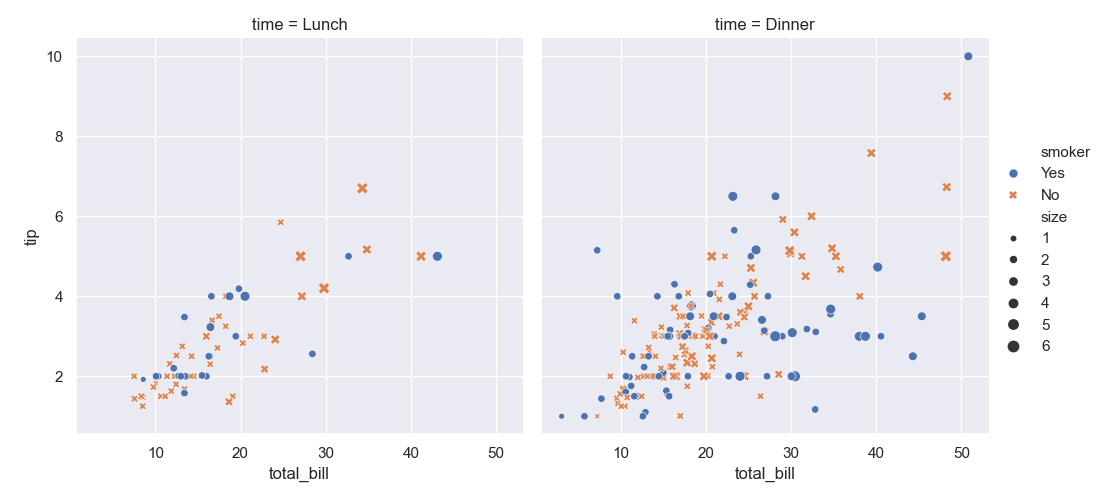 time = Lunch
time = Dinner
10
8
6
4
2
tip
10 20 30 40 50
10 20 30 40 50
total_bill
total_bill
smoker
Yes
No
size
1
2
3
4
5
6